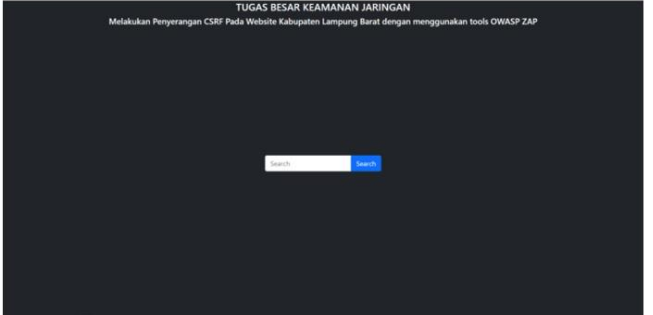 TUGAS BESAR KEAMANAN JARINGAN
Melakukan Penyerangan CSRF Pada Website Kabupaten Lampung Barat dengan menggunakan tools OWASP ZAP
Search Search